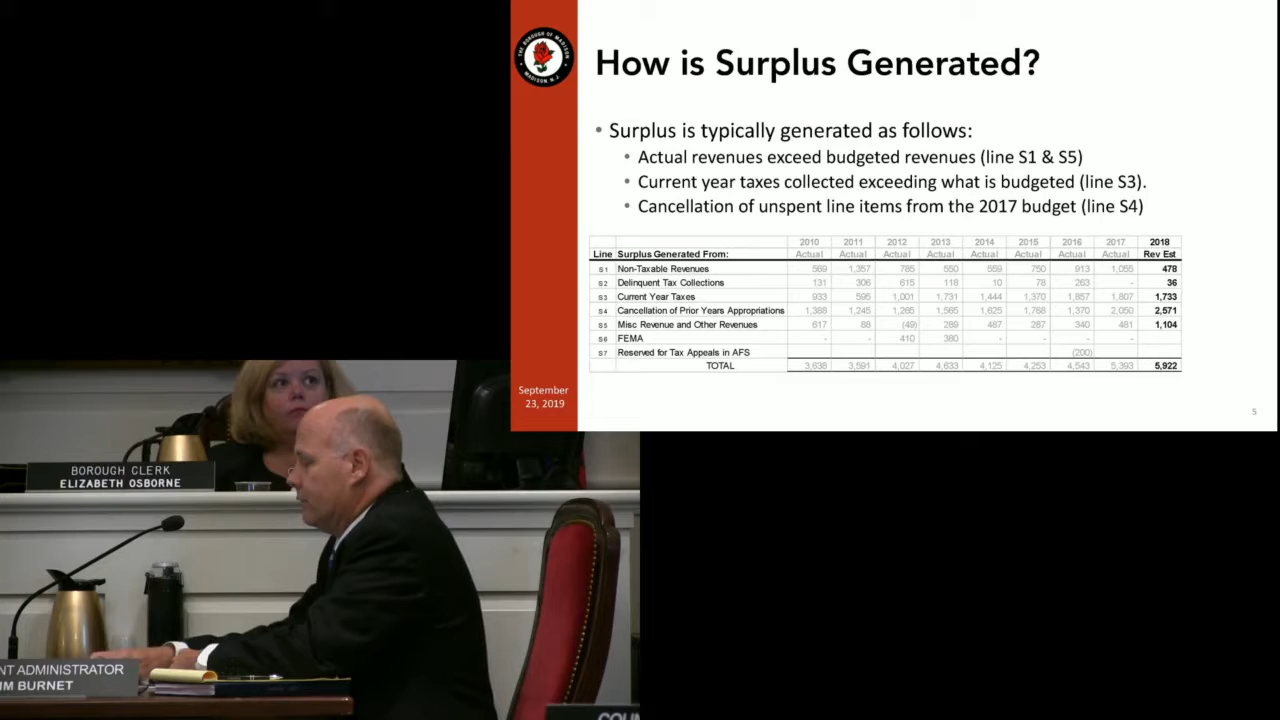 THE BOROUGH OF MADISON
MADISON N.J.
How is Surplus Generated?
• Surplus is typically generated as follows:
• Actual revenues exceed budgeted revenues (line S1 & S5)
• Current year taxes collected exceeding what is budgeted (line S3).
• Cancellation of unspent line items from the 2017 budget (line S4)
2010 2011 2012 2013 2014 2015 2016 2017 2018
Line Surplus Generated From: Actual Actual Actual Actual Actual Actual Actual Actual Rev Est
S1 Non-Taxable Revenues 569 1,357 785 550 559 750 913 1,055 478
S2 Delinquent Tax Collections 131 306 615 118 10 78 263 - 36
S3 Current Year Taxes 933 595 1,001 1,731 1,444 1,370 1,857 1,807 1,733
S4 Cancellation of Prior Years Appropriations 1,388 1,245 1,265 1,565 1,625 1,768 1,370 2,050 2,571
S5 Misc Revenue and Other Revenues 617 88 (49) 289 487 287 340 481 1,104
S6 FEMA - - 410 380 - - - -
S7 Reserved for Tax Appeals in AFS (200)
TOTAL 3,638 3,591 4,027 4,633 4,125 4,253 4,543 5,393 5,922
September
23, 2019
5
BOROUGH CLERK
ELIZABETH OSBORNE
NT ADMINISTRATOR
IM BURNET
COUN